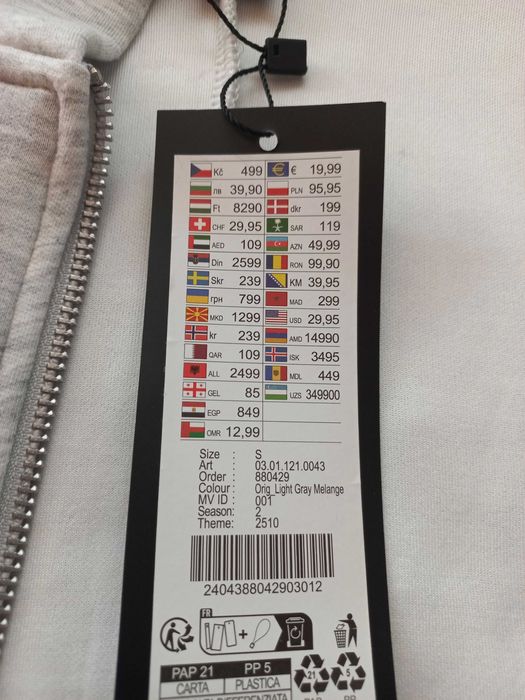 Kč 499 € 19,99
лв 39,90 PLN 95,95
Ft 8290 dkr 199
CHF 29,95 SAR 119
AED 109 AZN 49,99
Din 2599 RON 99,90
Skr 239 KM 39,95
грн 799 MAD 299
MKD 1299 USD 29,95
kr 239 AMD 14990
QAR 109 ISK 3495
ALL 2499 MDL 449
GEL 85 UZS 349900
EGP 849
OMR 12,99
Size : S
Art : 03.01.121.0043
Order : 880429
Colour : Orig_Light Gray Melange
MV ID : 001
Season: 2
Theme: 2510
2404388042903012
FR
PAP 21 PP 5
CARTA PLASTICA
21 5